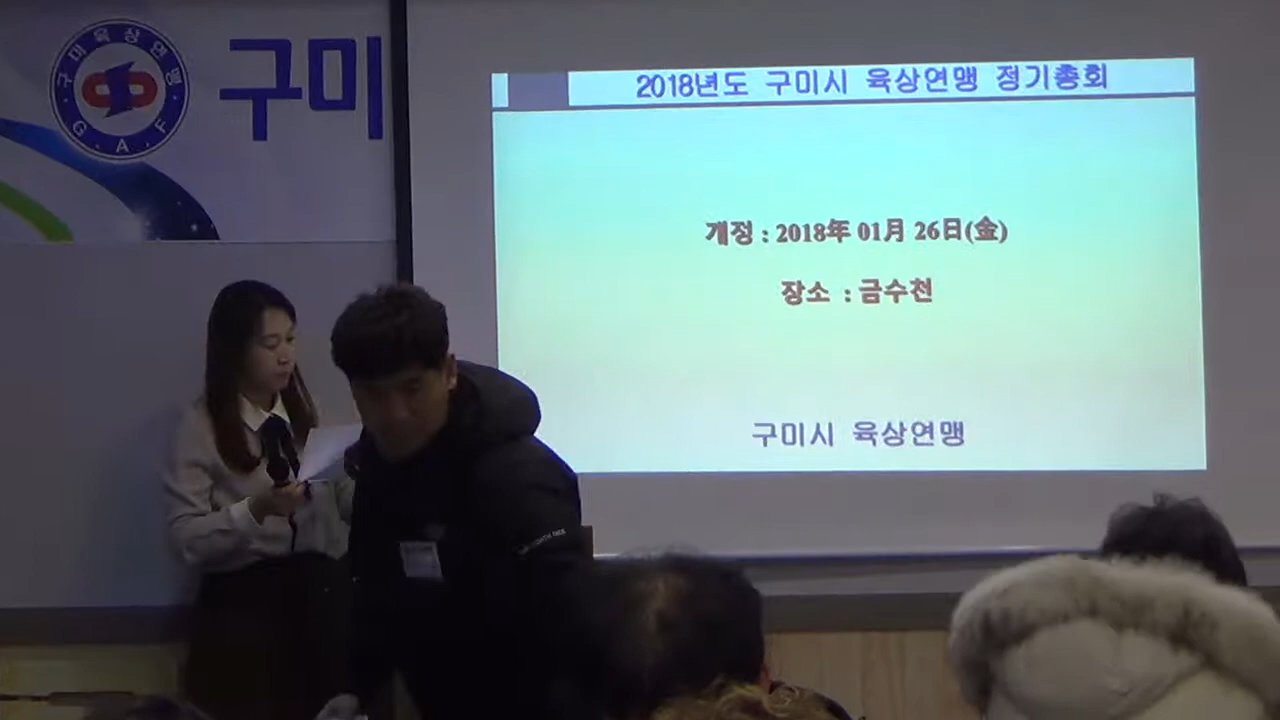 구미육상연맹
G.A.F
구미
2018년도 구미시 육상연맹 정기총회
개정 : 2018年 01月 26日(金)
장소 : 금수천
구미시 육상연맹